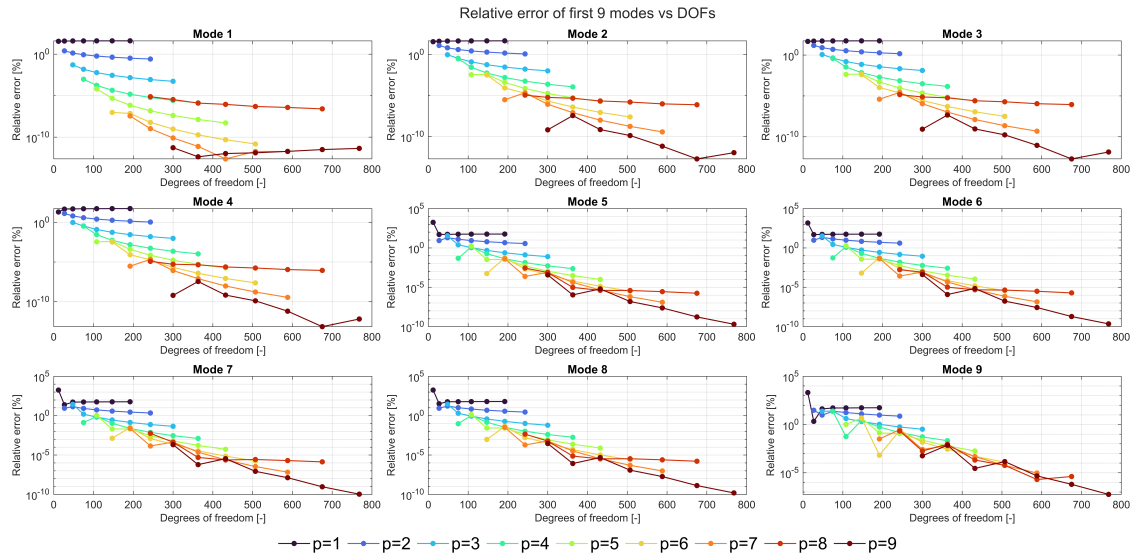 Relative error of first 9 modes vs DOFs
Mode 1
Relative error [%]
10^0
10^-10
0 100 200 300 400 500 600 700 800
Degrees of freedom [-]
Mode 2
Relative error [%]
10^0
10^-10
0 100 200 300 400 500 600 700 800
Degrees of freedom [-]
Mode 3
Relative error [%]
10^0
10^-10
0 100 200 300 400 500 600 700 800
Degrees of freedom [-]
Mode 4
Relative error [%]
10^0
10^-10
0 100 200 300 400 500 600 700 800
Degrees of freedom [-]
Mode 5
Relative error [%]
10^5
10^0
10^-5
10^-10
0 100 200 300 400 500 600 700 800
Degrees of freedom [-]
Mode 6
Relative error [%]
10^5
10^0
10^-5
10^-10
0 100 200 300 400 500 600 700 800
Degrees of freedom [-]
Mode 7
Relative error [%]
10^5
10^0
10^-5
10^-10
0 100 200 300 400 500 600 700 800
Degrees of freedom [-]
Mode 8
Relative error [%]
10^5
10^0
10^-5
10^-10
0 100 200 300 400 500 600 700 800
Degrees of freedom [-]
Mode 9
Relative error [%]
10^0
10^-5
0 100 200 300 400 500 600 700 800
Degrees of freedom [-]
p=1 p=2 p=3 p=4 p=5 p=6 p=7 p=8 p=9